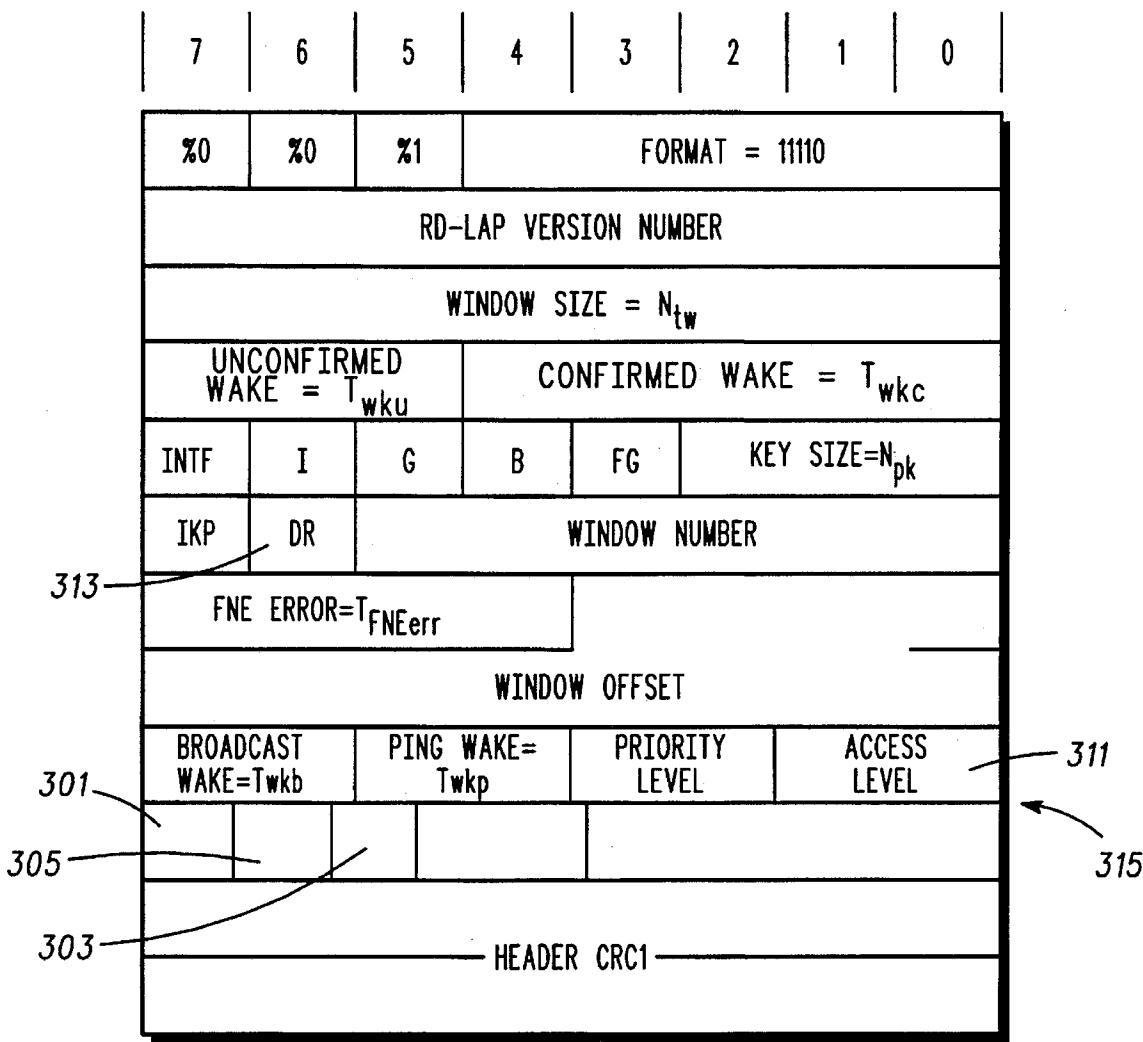 7 6 5 4 3 2 1 0
%0 %0 %1 FORMAT = 11110
RD-LAP VERSION NUMBER
WINDOW SIZE = Ntw
UNCONFIRMED
WAKE = Twku
CONFIRMED WAKE = Twkc
INTF I G B FG KEY SIZE=Npk
IKP DR WINDOW NUMBER
313
FNE ERROR=TFNEerr
WINDOW OFFSET
BROADCAST
WAKE=Twkb
PING WAKE=
Twkp
PRIORITY
LEVEL
ACCESS
LEVEL
311
301
305
315
303
HEADER CRC1